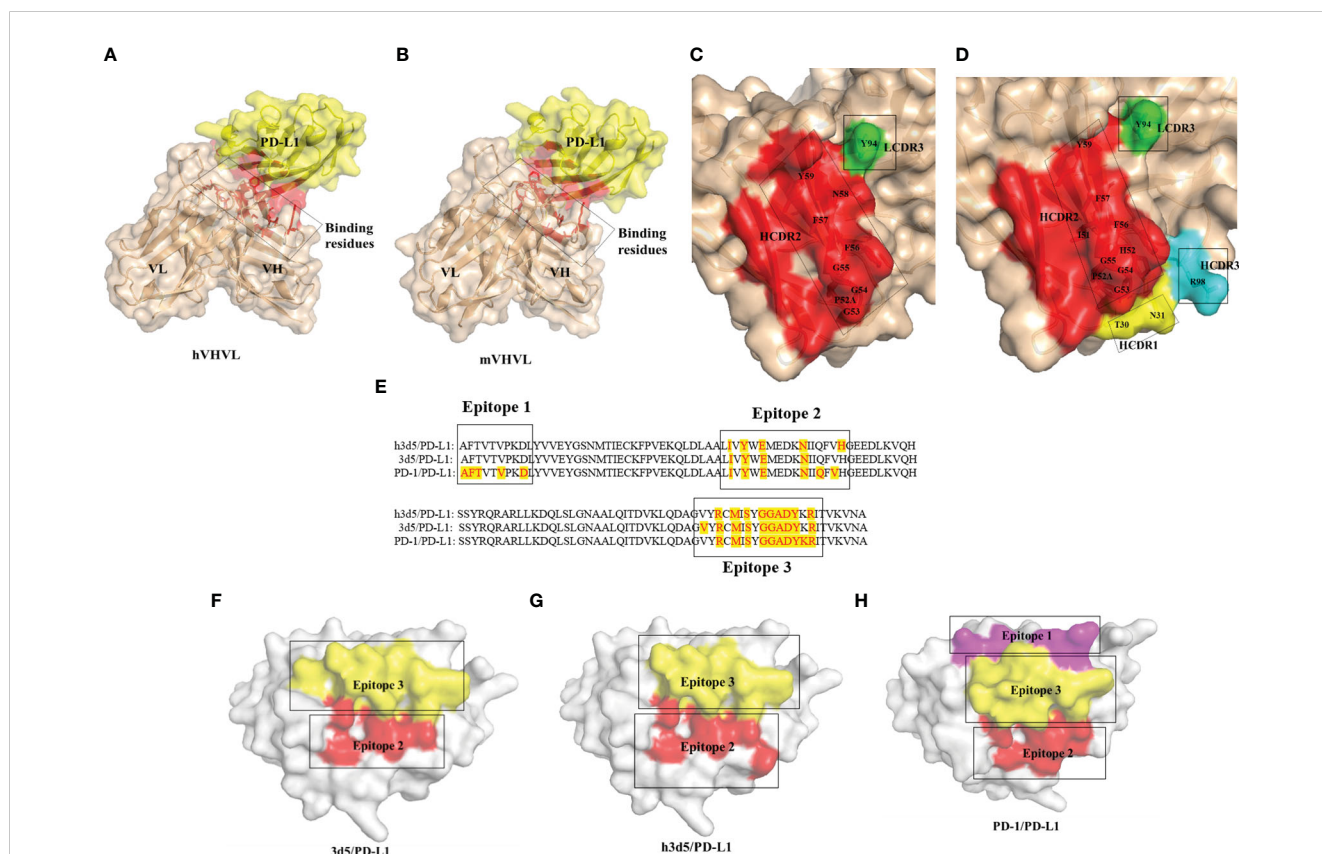 A
B
C
D
PD-L1
PD-L1
Binding
residues
Binding
residues
VL
VH
VL
VH
hVHVL
mVHVL
Y94
LCDR3
Y59
N58
F57
HCDR2
F56
G55
G54
P52A
G53
Y94
LCDR3
Y59
F57
HCDR2
F56
I51
H52
G55
G54
P52A
G53
HCDR3
R98
N31
T30
HCDR1
E
Epitope 1
Epitope 2
h3d5/PD-L1: AFTVTVPKDLYVVEYGSNMTIECKFPVEKQLDLAALIVYWEMEDKNIIQFVHGEEDLKVQH
3d5/PD-L1: AFTVTVPKDLYVVEYGSNMTIECKFPVEKQLDLAALIVYWEMEDKNIIQFVHGEEDLKVQH
PD-1/PD-L1: AFTVTVPKDLYVVEYGSNMTIECKFPVEKQLDLAALIVYWEMEDKNIIQFVHGEEDLKVQH
h3d5/PD-L1: SSYRQRARLLKDQLSLGNAALQITDVKLQDAGVYRCMISYGGADYKRITVKVNA
3d5/PD-L1: SSYRQRARLLKDQLSLGNAALQITDVKLQDAGVYRCMISYGGADYKRITVKVNA
PD-1/PD-L1: SSYRQRARLLKDQLSLGNAALQITDVKLQDAGVYRCMISYGGADYKRITVKVNA
Epitope 3
F
G
H
Epitope 3
Epitope 2
3d5/PD-L1
Epitope 3
Epitope 2
h3d5/PD-L1
Epitope 1
Epitope 3
Epitope 2
PD-1/PD-L1